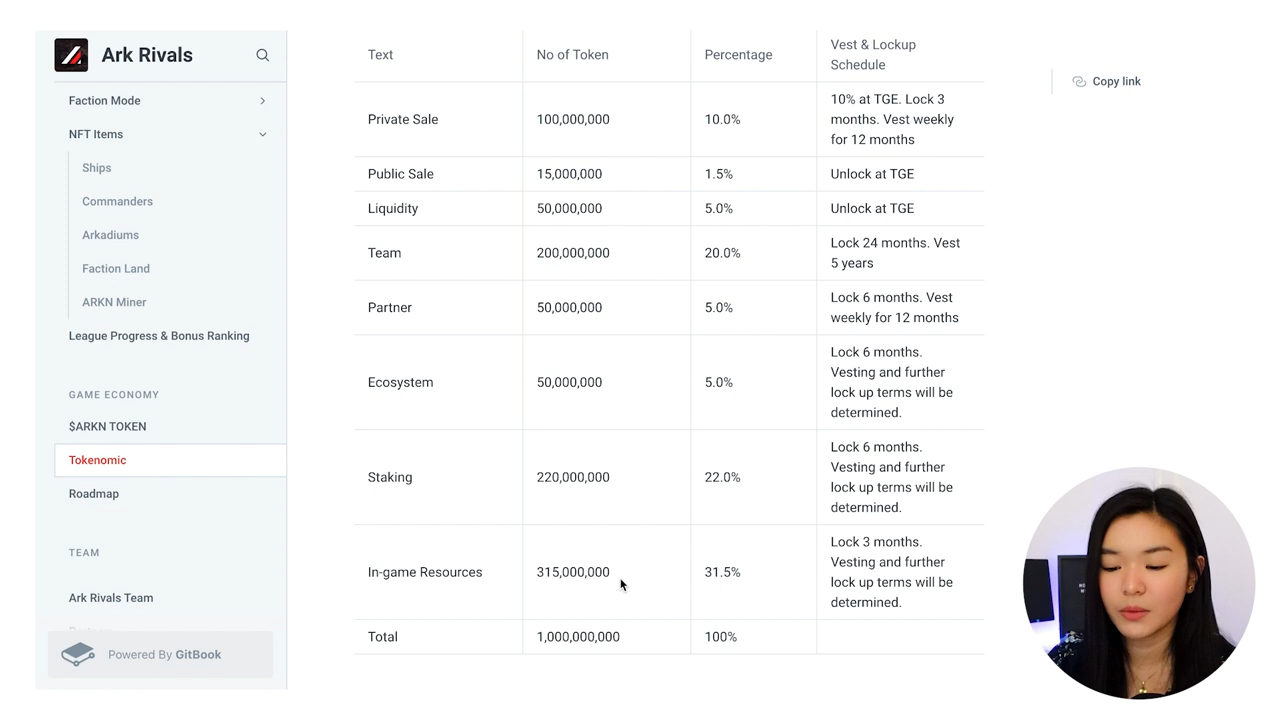 Ark Rivals
Faction Mode
NFT Items
Ships
Commanders
Arkadiums
Faction Land
ARKN Miner
League Progress & Bonus Ranking
GAME ECONOMY
$ARKN TOKEN
Tokenomic
Roadmap
TEAM
Ark Rivals Team
Powered By GitBook
Text No of Token Percentage Vest & Lockup
Schedule
Private Sale 100,000,000 10.0% 10% at TGE. Lock 3
months. Vest weekly
for 12 months
Public Sale 15,000,000 1.5% Unlock at TGE
Liquidity 50,000,000 5.0% Unlock at TGE
Team 200,000,000 20.0% Lock 24 months. Vest
5 years
Partner 50,000,000 5.0% Lock 6 months. Vest
weekly for 12 months
Ecosystem 50,000,000 5.0% Lock 6 months.
Vesting and further
lock up terms will be
determined.
Staking 220,000,000 22.0% Lock 6 months.
Vesting and further
lock up terms will be
determined.
In-game Resources 315,000,000 31.5% Lock 3 months.
Vesting and further
lock up terms will be
determined.
Total 1,000,000,000 100%
Copy link